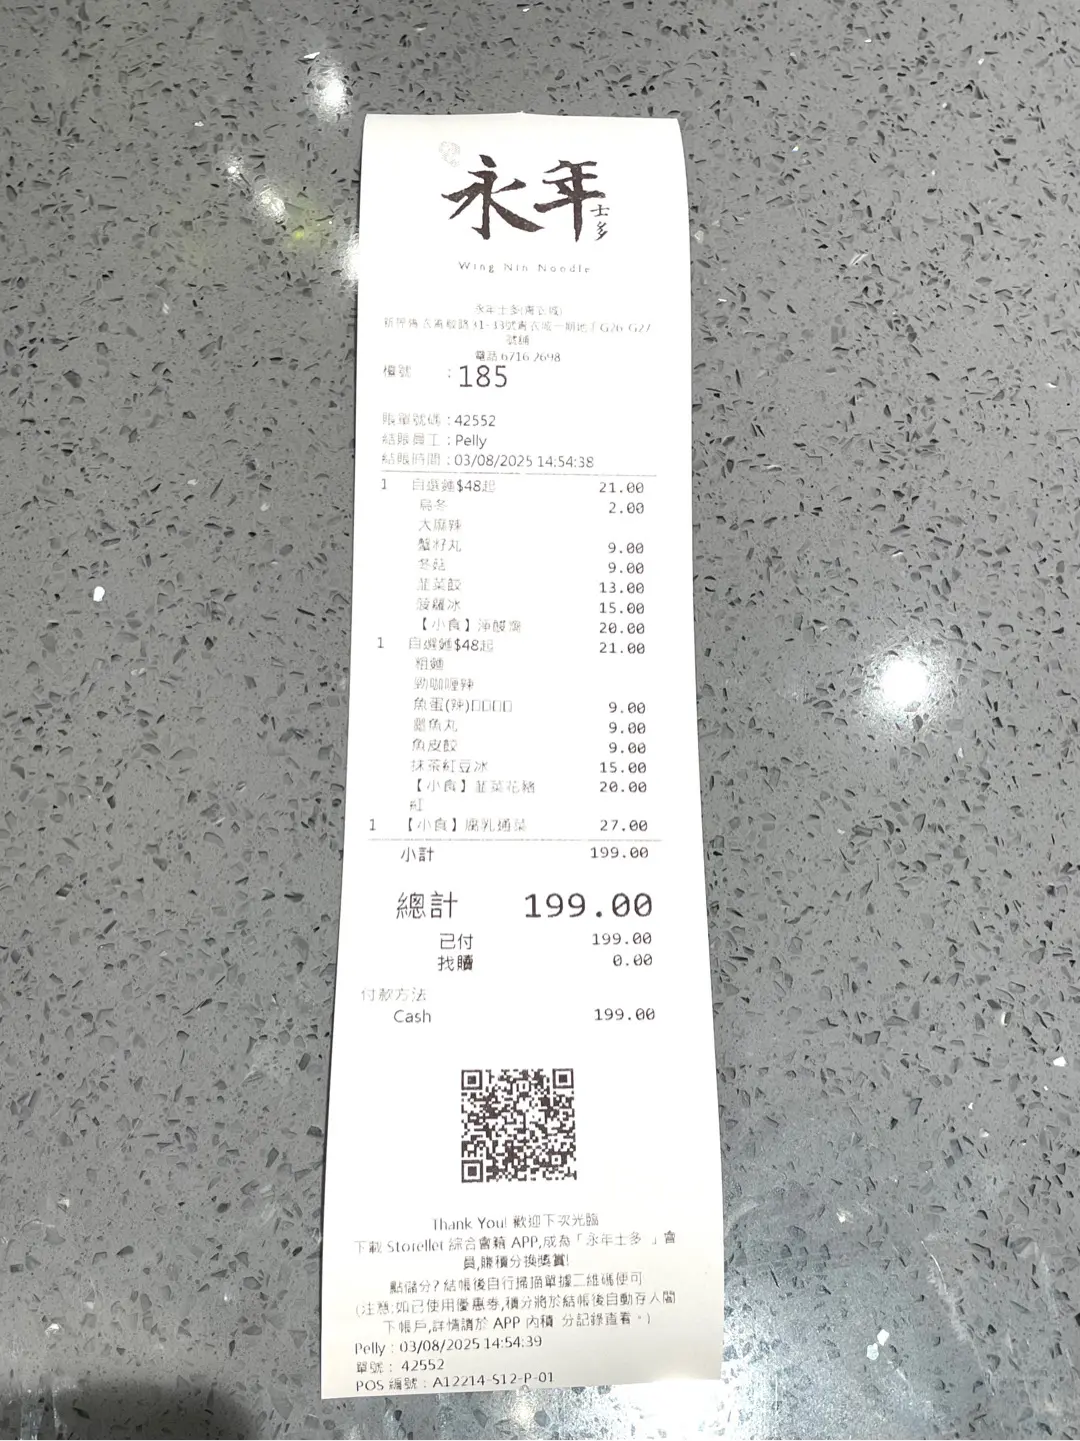 永年
士多
Wing Nin Noodle
永年士多(青衣城)
新界青衣青敬路31-33號青衣城一期地下G26-G27
號舖
電話 6716 2698
檯號 : 185
賬單號碼 : 42552
結賬員工 : Pelly
結賬時間 : 03/08/2025 14:54:38
1 自選麵$48起 21.00
烏冬 2.00
大麻辣
蟹籽丸 9.00
冬菇 9.00
韮菜餃 13.00
菠蘿冰 15.00
【小食】淨酸齋 20.00
1 自選麵$48起 21.00
粗麵
勁咖喱辣
魚蛋(辣)□□□□ 9.00
墨魚丸 9.00
魚皮餃 9.00
抹茶紅豆冰 15.00
【小食】韮菜花豬 20.00
紅
1 【小食】腐乳通菜 27.00
小計 199.00
總計 199.00
已付 199.00
找贖 0.00
付款方法
Cash 199.00
Thank You! 歡迎下次光臨
下載 Storellet 綜合會籍 APP,成為「永年士多 」會
員,賺積分換獎賞!
點儲分? 結帳後自行掃描單據二維碼便可
(注意:如已使用優惠券,積分將於結帳後自動存入閣
下帳戶,詳情請於 APP 內積 分記錄查看。)
Pelly : 03/08/2025 14:54:39
單號 : 42552
POS 編號 : A12214-S12-P-01